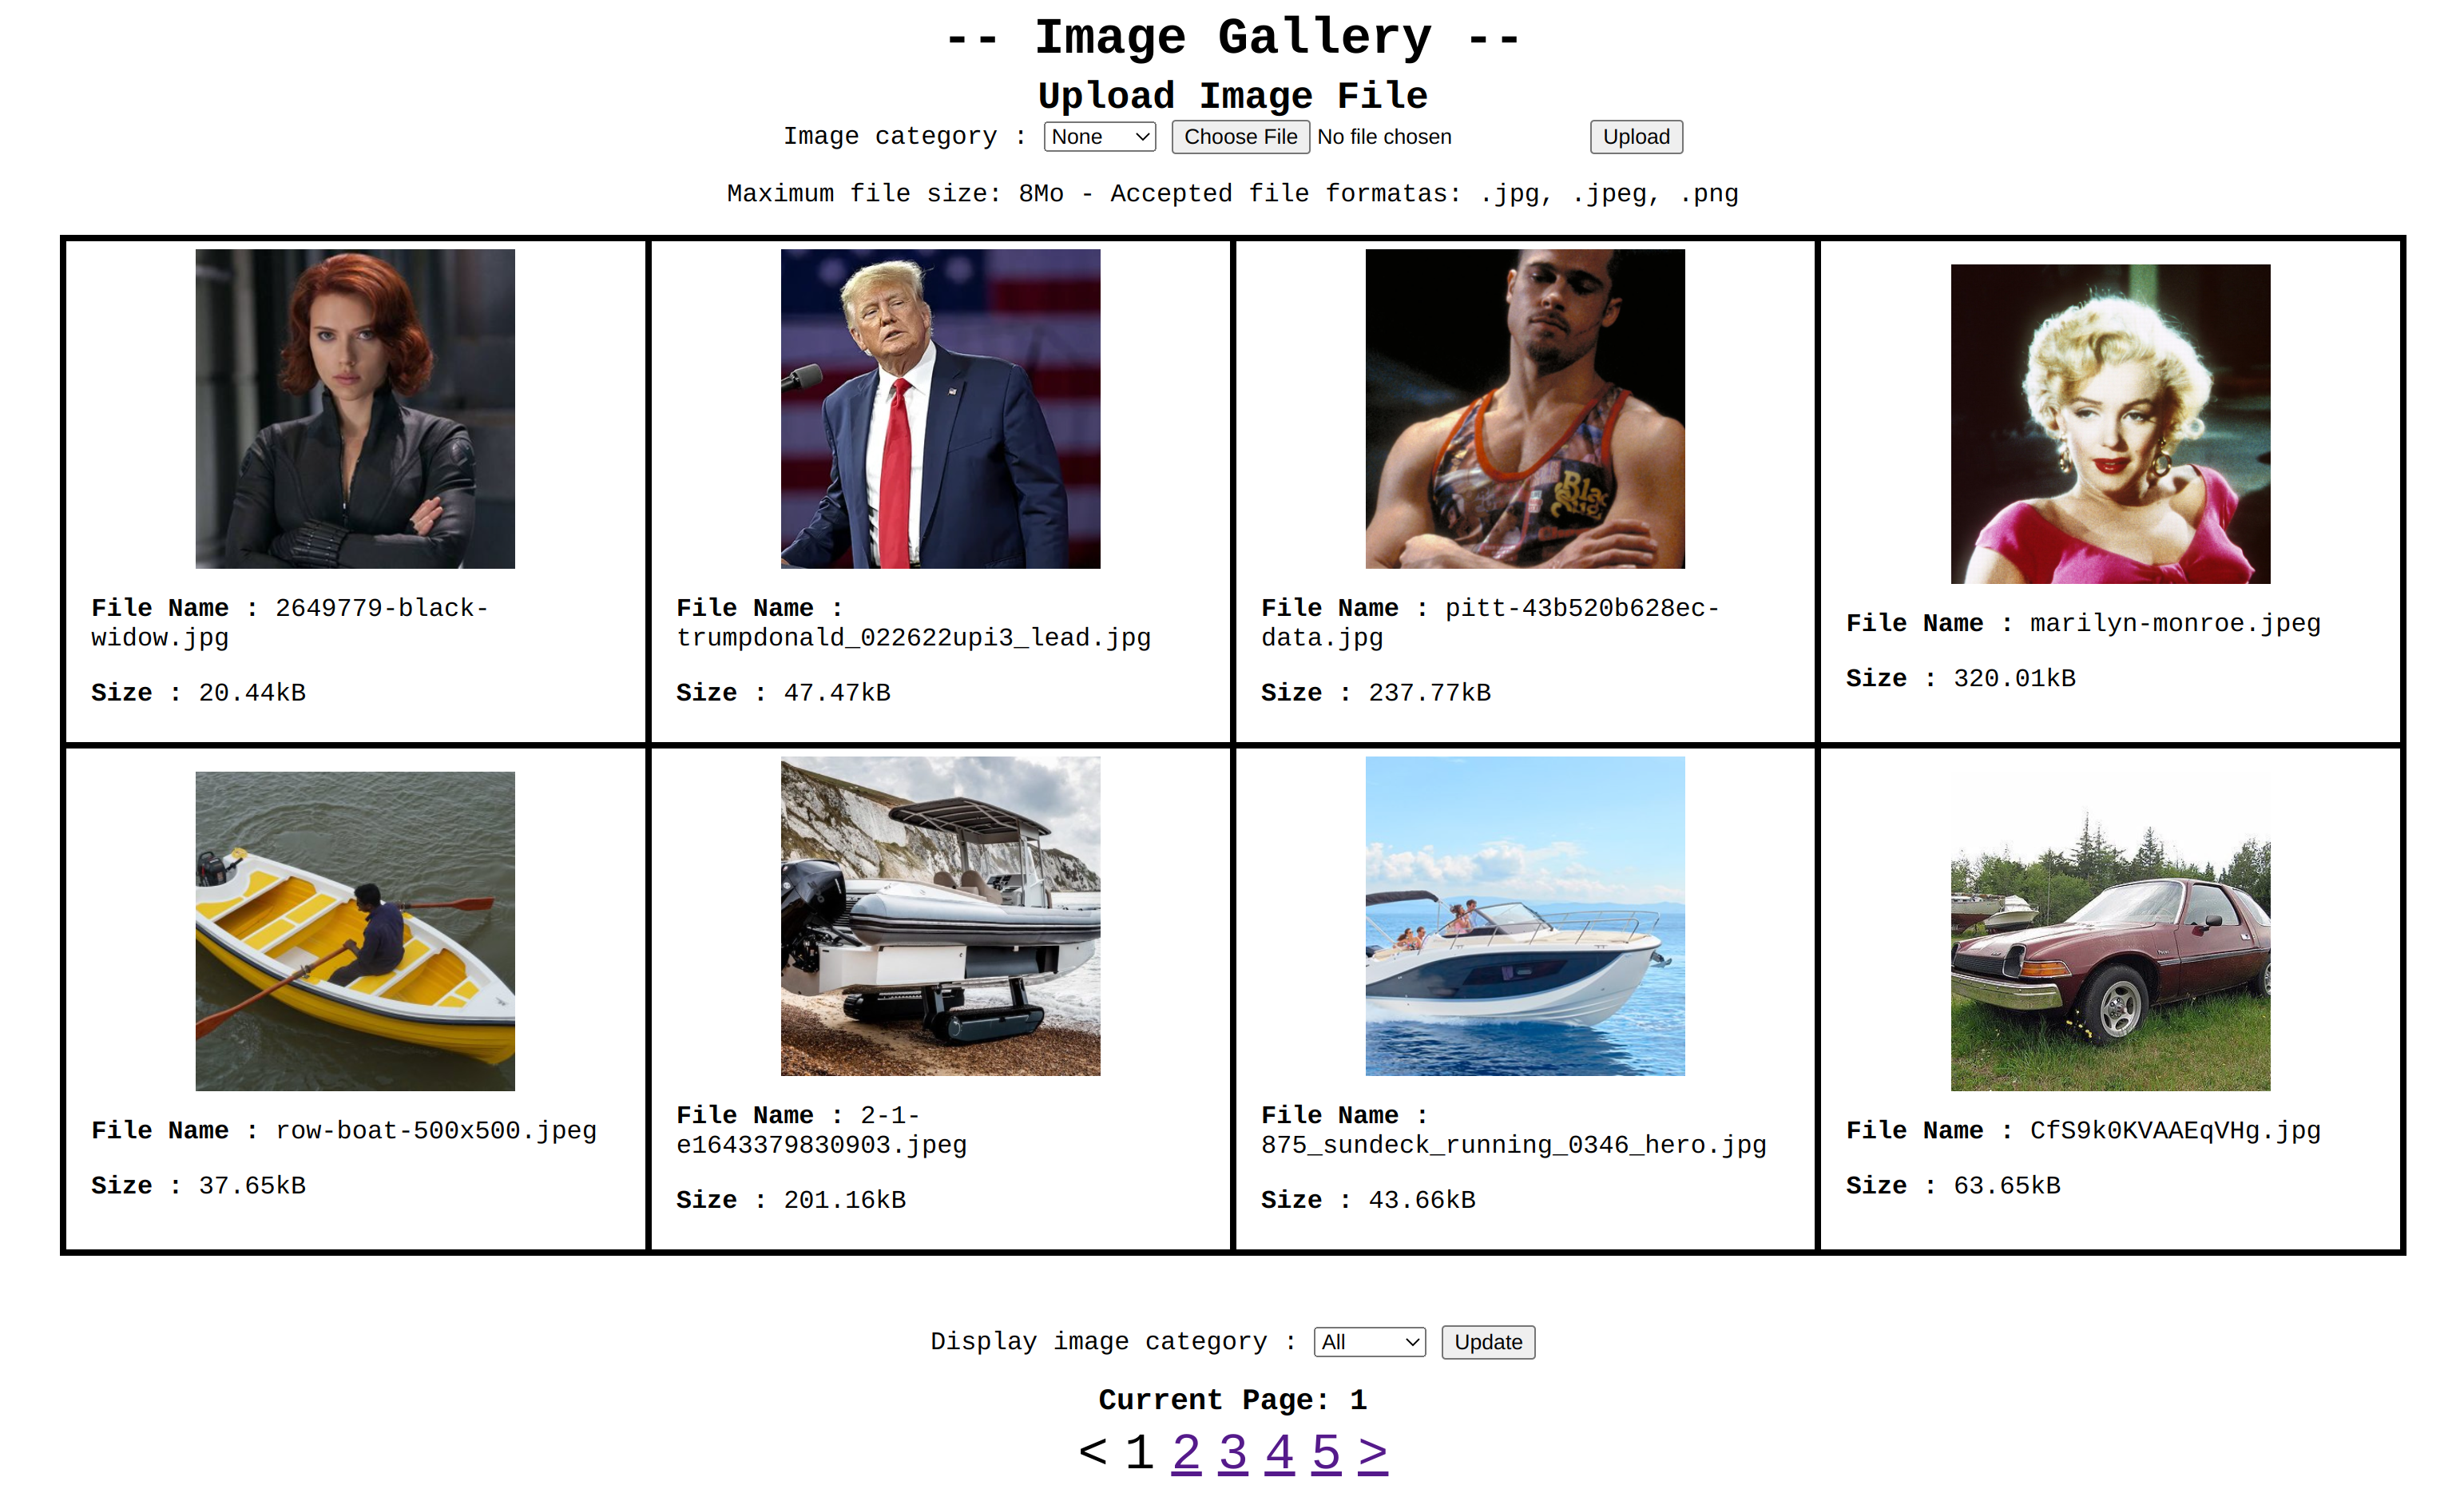 -- Image Gallery --
Upload Image File
Image category : None Choose File No file chosen Upload
Maximum file size: 8Mo - Accepted file formatas: .jpg, .jpeg, .png
File Name : 2649779-black-
widow.jpg
Size : 20.44kB
File Name :
trumpdonald_022622upi3_lead.jpg
Size : 47.47kB
File Name : pitt-43b520b628ec-
data.jpg
Size : 237.77kB
File Name : marilyn-monroe.jpeg
Size : 320.01kB
File Name : row-boat-500x500.jpeg
Size : 37.65kB
File Name : 2-1-
e1643379830903.jpeg
Size : 201.16kB
File Name :
875_sundeck_running_0346_hero.jpg
Size : 43.66kB
File Name : CfS9k0KVAAEqVHg.jpg
Size : 63.65kB
Display image category : All Update
Current Page: 1
< 1 2 3 4 5 >